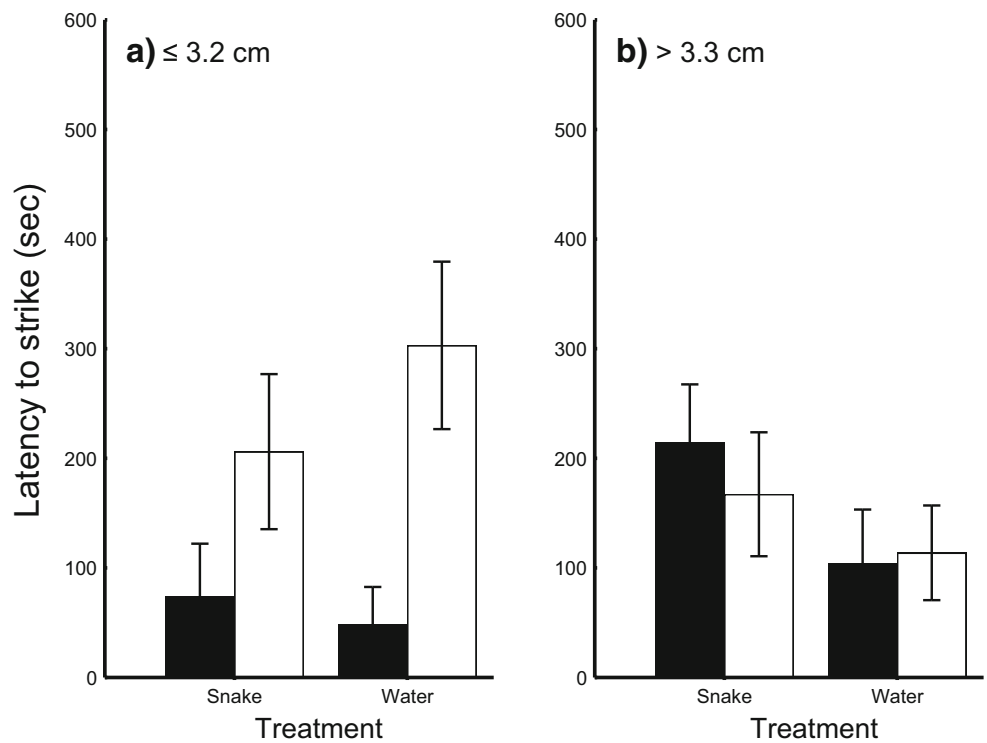 a) ≤ 3.2 cm
Latency to strike (sec)
600
500
400
300
200
100
0
Snake Water
Treatment
b) > 3.3 cm
600
500
400
300
200
100
0
Snake Water
Treatment